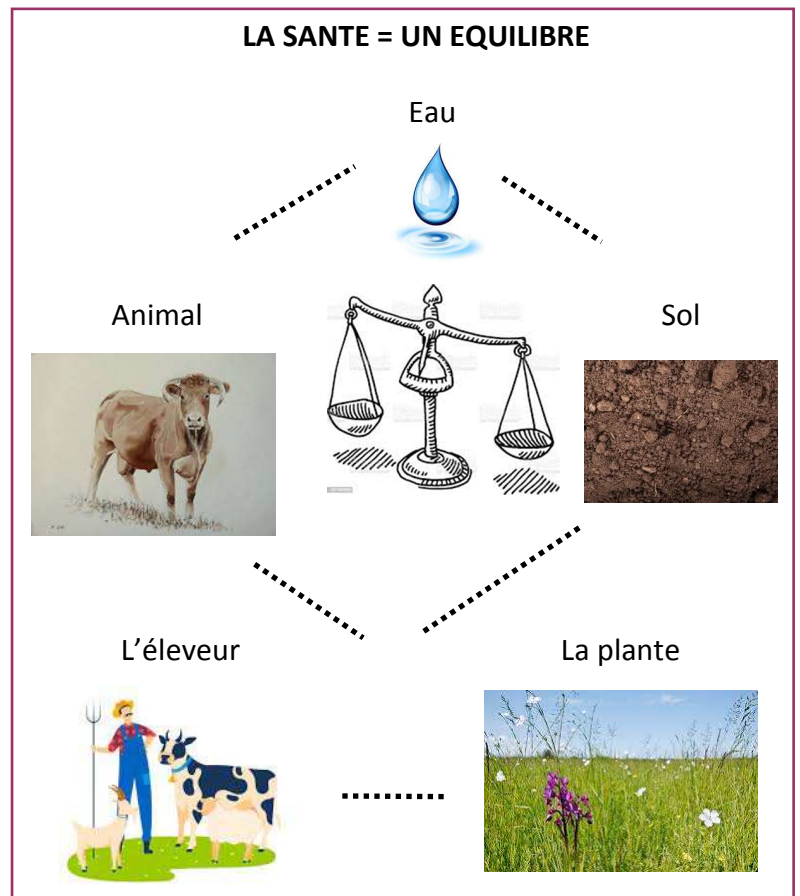 LA SANTE = UN EQUILIBRE
Eau
Animal
Sol
L'éleveur
La plante